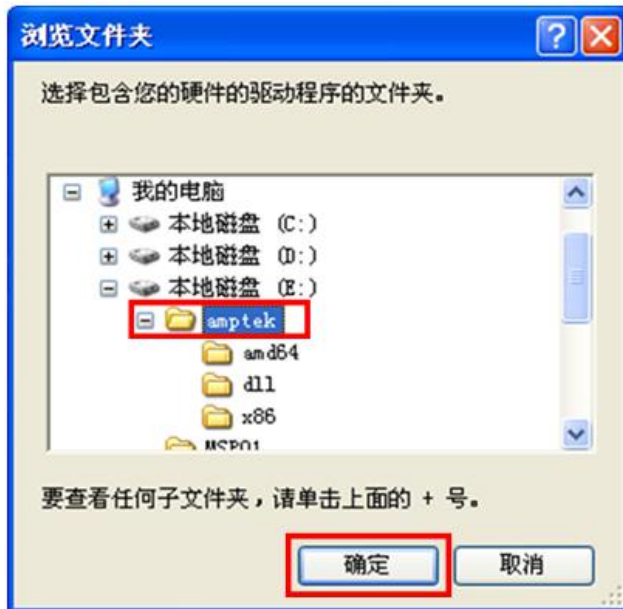 浏览文件夹
选择包含您的硬件的驱动程序的文件夹。
我的电脑
本地磁盘 (C:)
本地磁盘 (D:)
本地磁盘 (E:)
amptek
amd64
dll
x86
要查看任何子文件夹，请单击上面的 + 号。
确定 取消